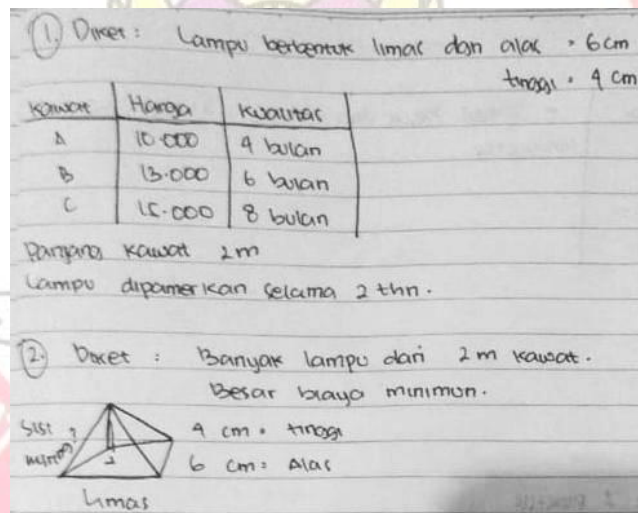 1. Diket : Lampu berbentuk limas dgn alas = 6 cm
tinggi = 4 cm
Kawat Harga Kualitas
A 10.000 4 bulan
B 13.000 6 bulan
C 15.000 8 bulan
Panjang kawat 2 m
Lampu dipamerkan selama 2 thn.
2. Diket : Banyak lampu dari 2 m kawat.
Besar biaya minimun.
Sisi miring ?
4 cm = tinggi
6 cm = Alas
Limas